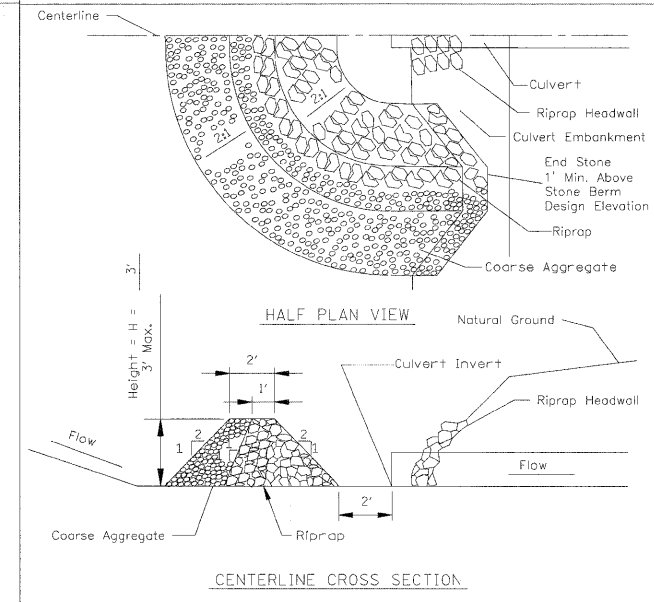 Centerline
2:1
2:1
Culvert
Riprap Headwall
Culvert Embankment
End Stone
1' Min. Above
Stone Berm
Design Elevation
Riprap
Coarse Aggregate
HALF PLAN VIEW
Height = H = 3'
3' Max.
Natural Ground
2'
1'
Culvert Invert
Riprap Headwall
Flow
1
2
2
1
Flow
2'
Coarse Aggregate
Riprap
CENTERLINE CROSS SECTION